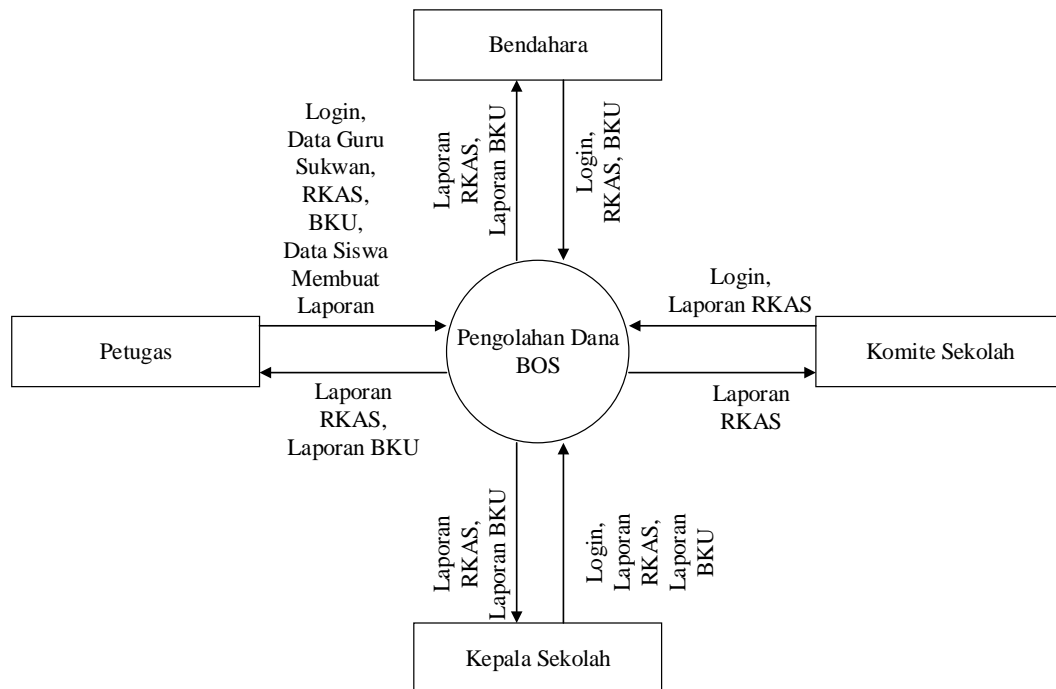 Bendahara
Login,
Data Guru
Sukwan,
RKAS,
BKU,
Data Siswa
Membuat
Laporan
Laporan
RKAS,
Laporan BKU
Login,
RKAS, BKU
Login,
Laporan RKAS
Petugas
Pengolahan Dana
BOS
Komite Sekolah
Laporan
RKAS,
Laporan BKU
Laporan
RKAS
Laporan
RKAS,
Laporan BKU
Login,
Laporan
RKAS,
Laporan
BKU
Kepala Sekolah